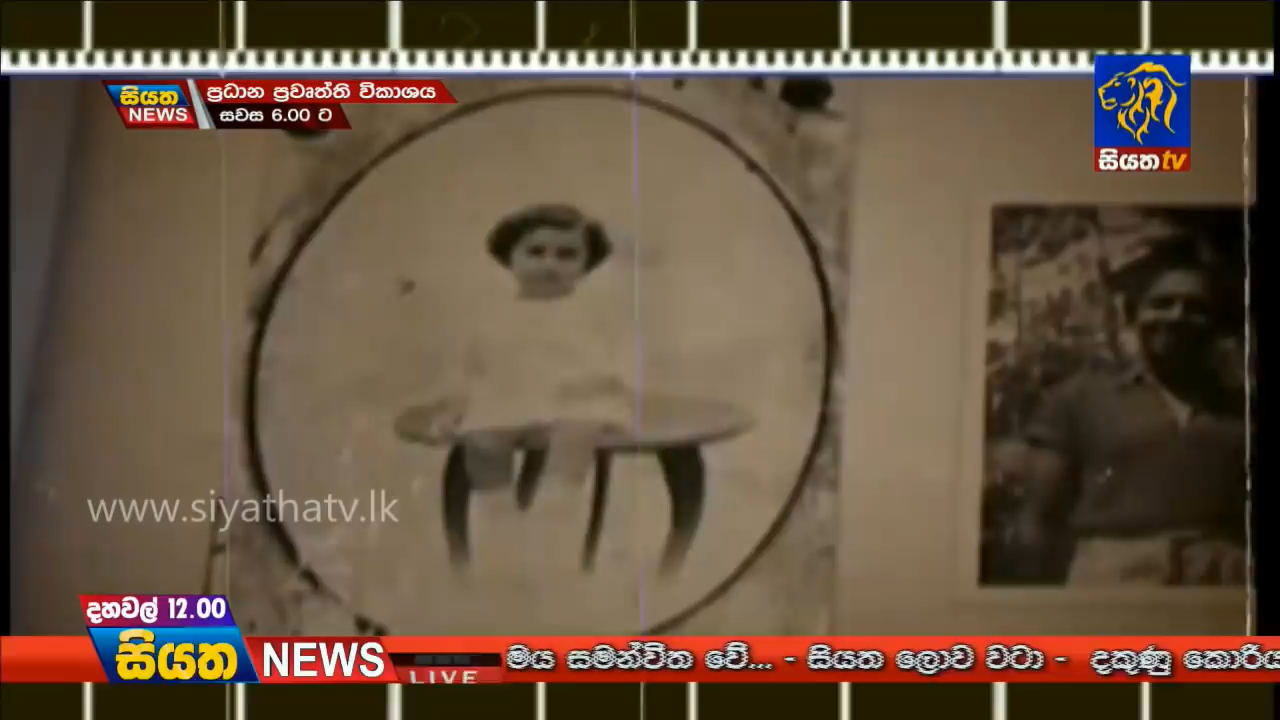 සියත
NEWS
ප්‍රධාන ප්‍රවෘත්ති විකාශය
සවස 6.00 ට
සියත tv
www.siyathatv.lk
දහවල් 12.00
සියත NEWS
LIVE
මය සමන්විත වේ... - සියත ලොව වටා - දකුණු කොරිය